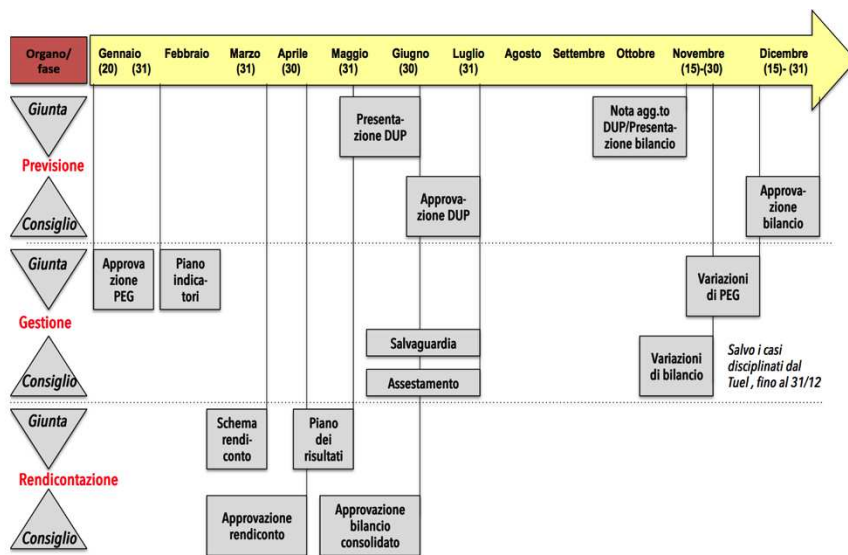 Organo/
fase
Gennaio
(20) (31)
Febbraio
Marzo
(31)
Aprile
(30)
Maggio
(31)
Giugno
(30)
Luglio
(31)
Agosto
Settembre
Ottobre
Novembre
(15)-(30)
Dicembre
(15)- (31)
Giunta
Presenta-
zione DUP
Nota agg.to
DUP/Presenta-
zione bilancio
Previsione
Consiglio
Approva-
zione DUP
Approva-
zione
bilancio
Giunta
Approva
zione
PEG
Piano
indica-
tori
Variazioni
di PEG
Gestione
Consiglio
Salvaguardia
Assestamento
Variazioni
di bilancio
Salvo i casi
disciplinati dal
Tuel , fino al 31/12
Giunta
Schema
rendi-
conto
Piano
dei
risultati
Rendicontazione
Consiglio
Approvazione
rendiconto
Approvazione
bilancio
consolidato